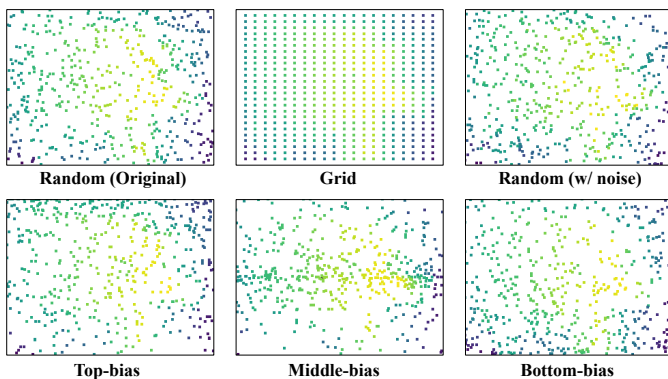 Random (Original) Grid Random (w/ noise)
Top-bias Middle-bias Bottom-bias